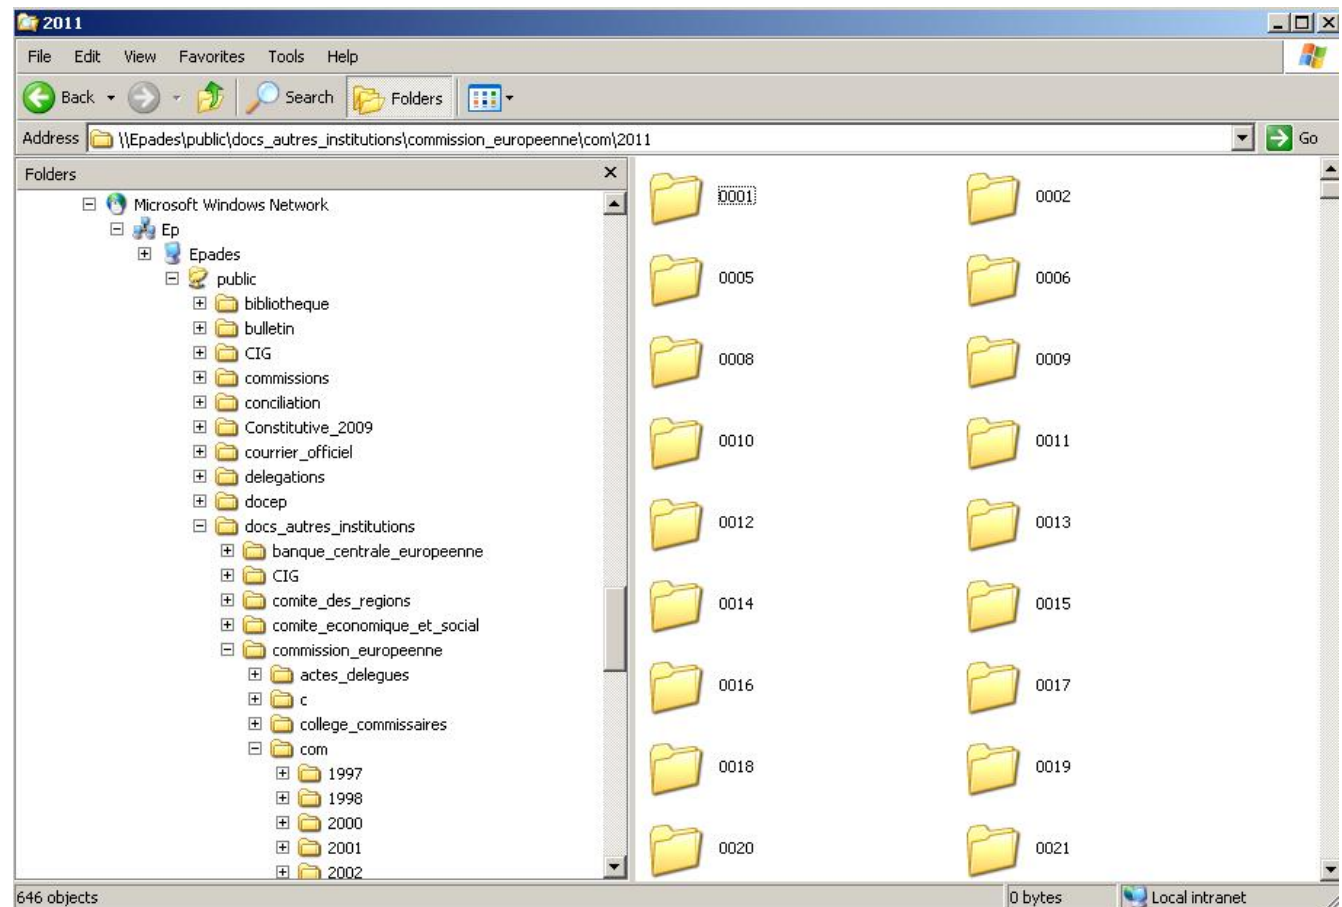 2011
File Edit View Favorites Tools Help
Back Search Folders
Address \\Epades\public\docs_autres_institutions\commission_europeenne\com\2011 Go
Folders
Microsoft Windows Network
Ep
Epades
public
bibliotheque
bulletin
CIG
commissions
conciliation
Constitutive_2009
courrier_officiel
delegations
docep
docs_autres_institutions
banque_centrale_europeenne
CIG
comite_des_regions
comite_economique_et_social
commission_europeenne
actes_delegues
c
college_commissaires
com
1997
1998
2000
2001
2002
0001 0002
0005 0006
0008 0009
0010 0011
0012 0013
0014 0015
0016 0017
0018 0019
0020 0021
646 objects 0 bytes Local intranet